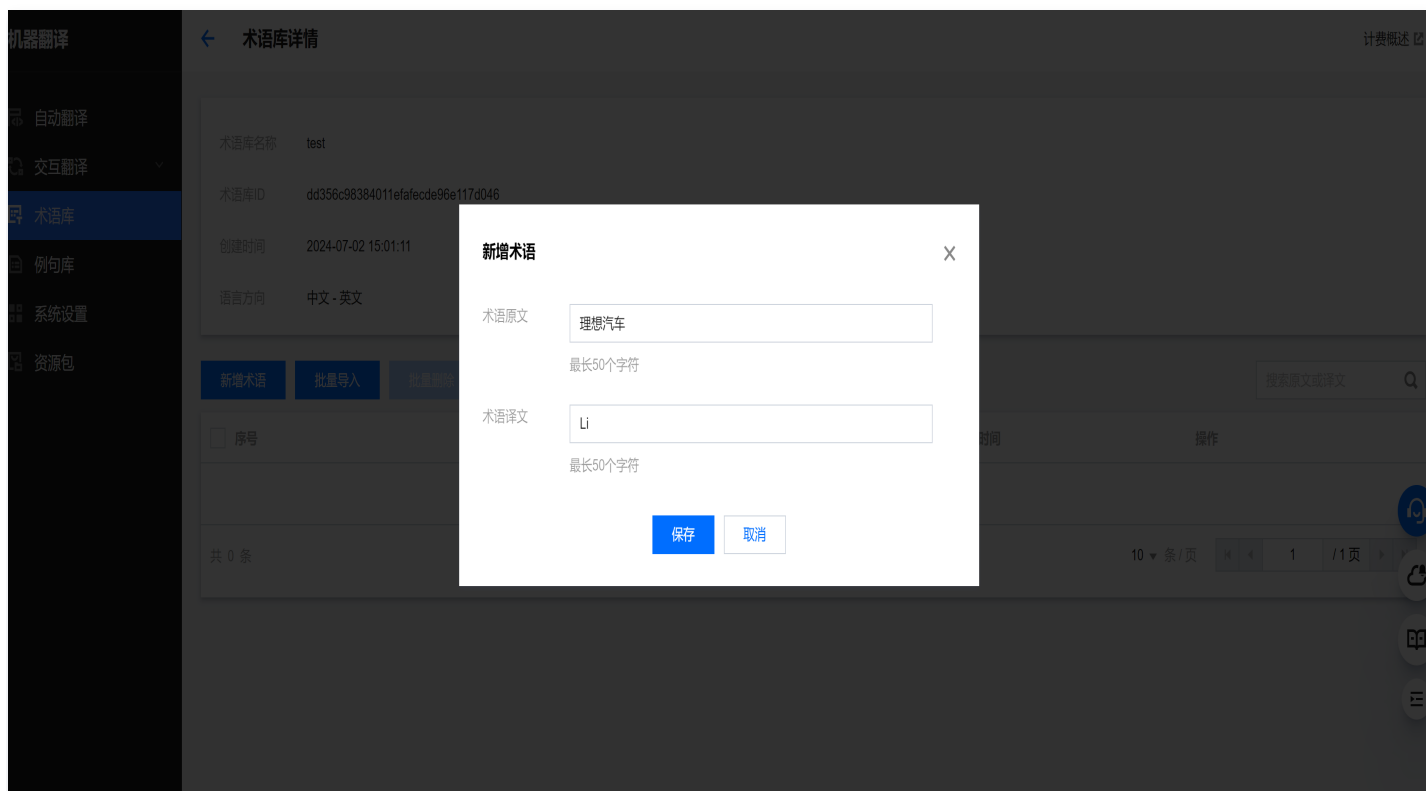 机器翻译
术语库详情
计费概述
自动翻译
交互翻译
术语库
例句库
系统设置
资源包
术语库名称 test
术语库ID dd356c98384011efafecde96e117d046
创建时间 2024-07-02 15:01:11
语言方向 中文 - 英文
新增术语 批量导入 批量删除
搜索原文或译文
序号 时间 操作
共 0 条
10 条 / 页 1 / 1 页
新增术语
术语原文 理想汽车
最长50个字符
术语译文 Li
最长50个字符
保存 取消